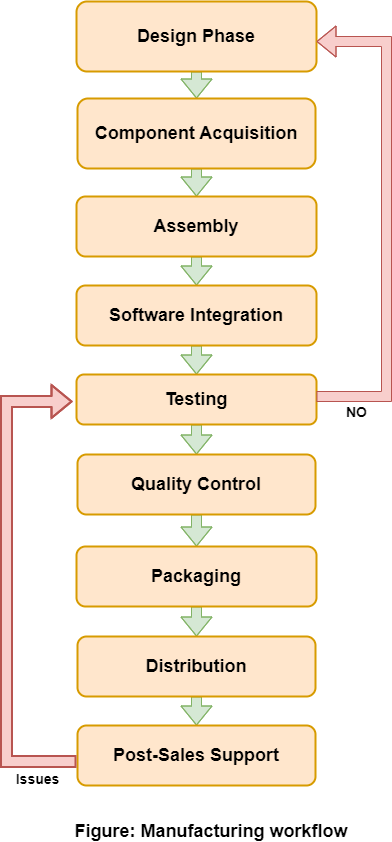 Design Phase
Component Acquisition
Assembly
Software Integration
Testing
NO
Quality Control
Packaging
Distribution
Post-Sales Support
Issues
Figure: Manufacturing workflow